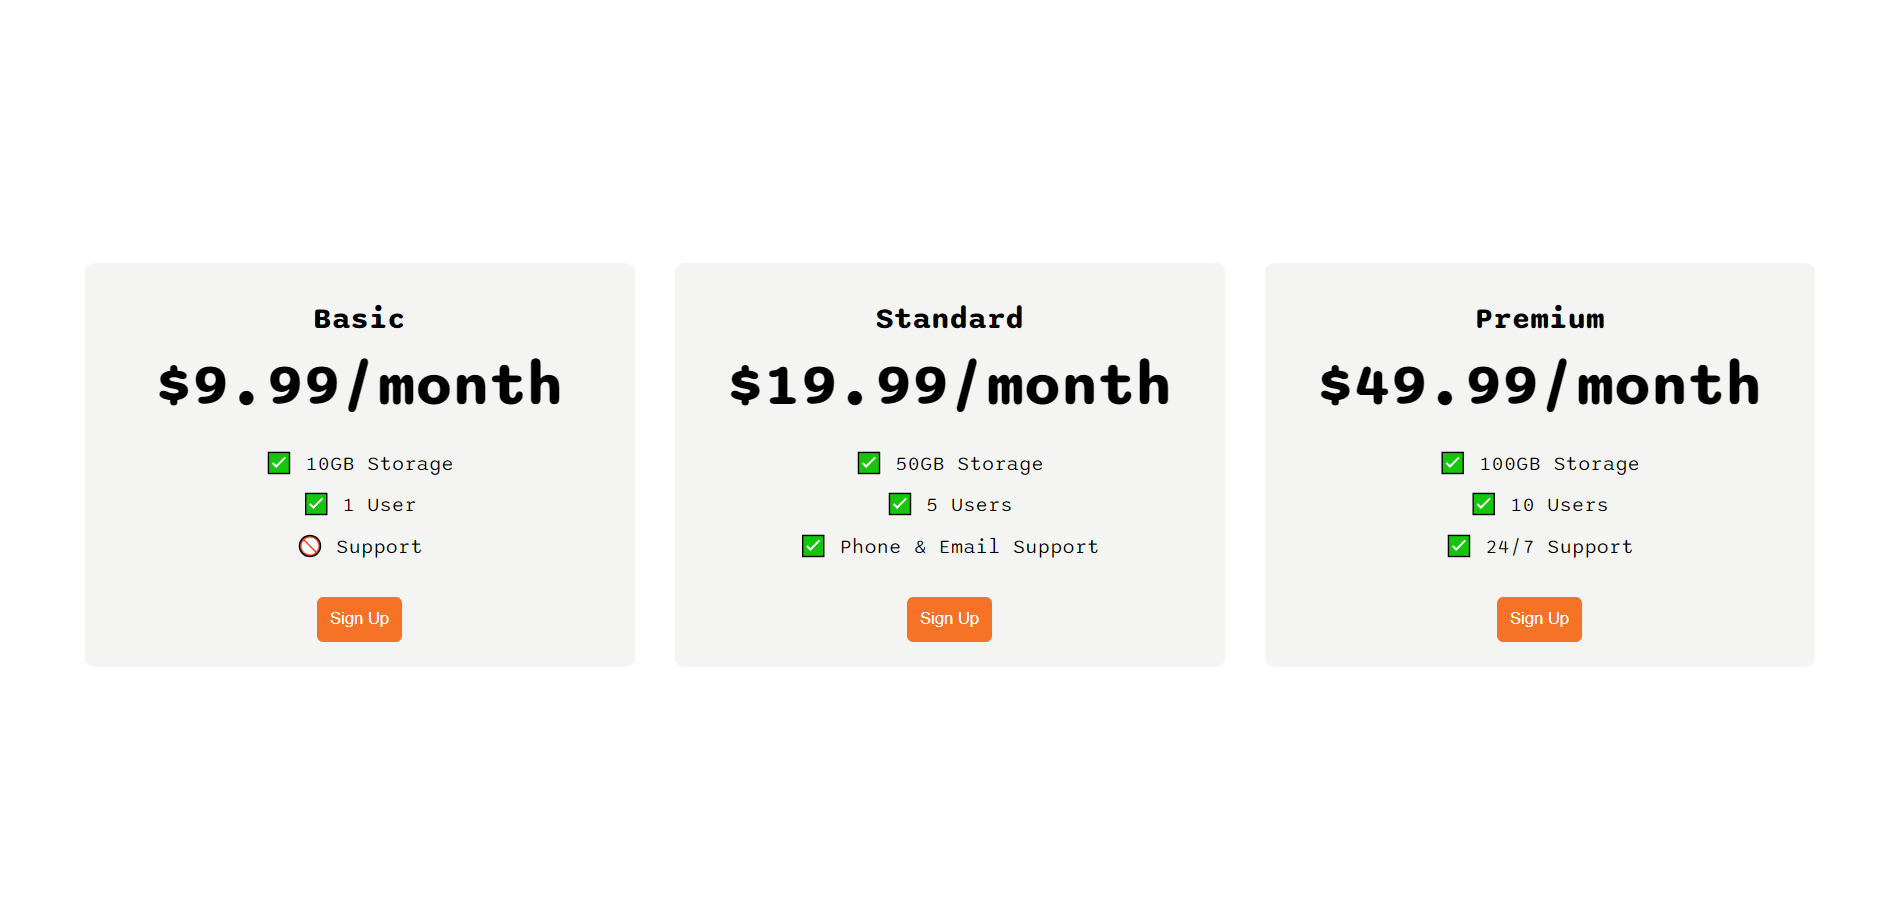 Basic
$9.99/month
✅ 10GB Storage
✅ 1 User
🚫 Support
Sign Up
Standard
$19.99/month
✅ 50GB Storage
✅ 5 Users
✅ Phone & Email Support
Sign Up
Premium
$49.99/month
✅ 100GB Storage
✅ 10 Users
✅ 24/7 Support
Sign Up